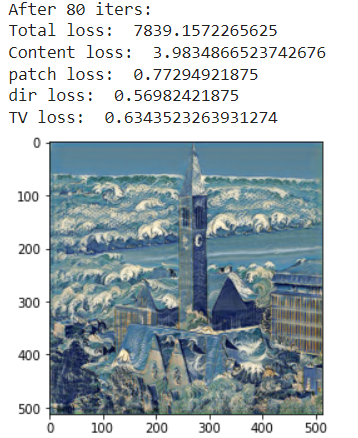 After 80 iters:
Total loss:  7839.1572265625
Content loss:  3.9834866523742676
patch loss:  0.77294921875
dir loss:  0.56982421875
TV loss:  0.6343523263931274
0
100
200
300
400
500
0 100 200 300 400 500